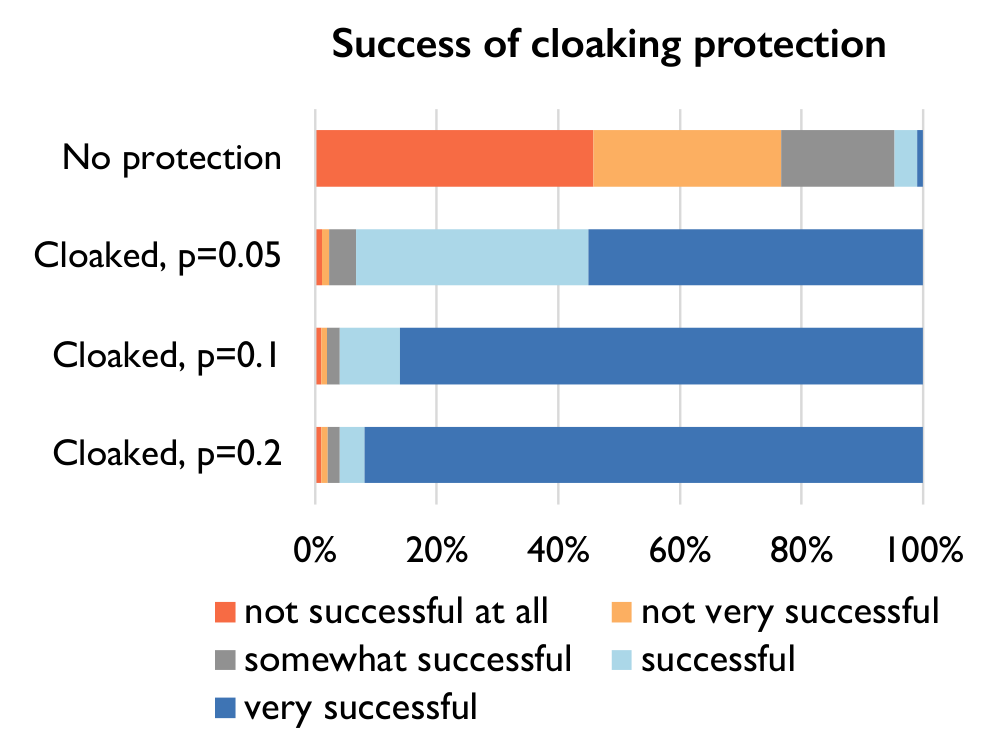 Success of cloaking protection
No protection
Cloaked, p=0.05
Cloaked, p=0.1
Cloaked, p=0.2
0% 20% 40% 60% 80% 100%
not successful at all not very successful
somewhat successful successful
very successful